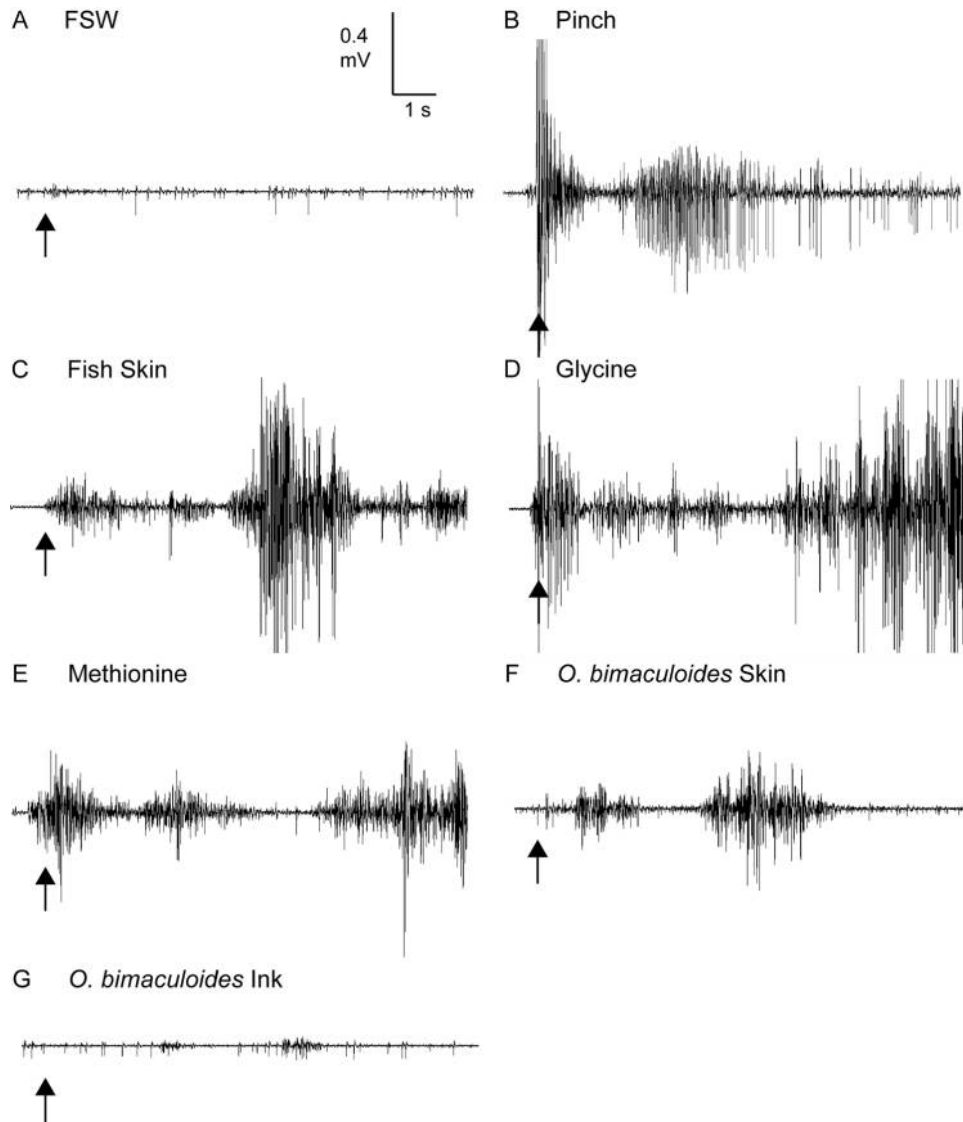 A FSW
0.4
mV
1 s
B Pinch
C Fish Skin
D Glycine
E Methionine
F O. bimaculoides Skin
G O. bimaculoides Ink